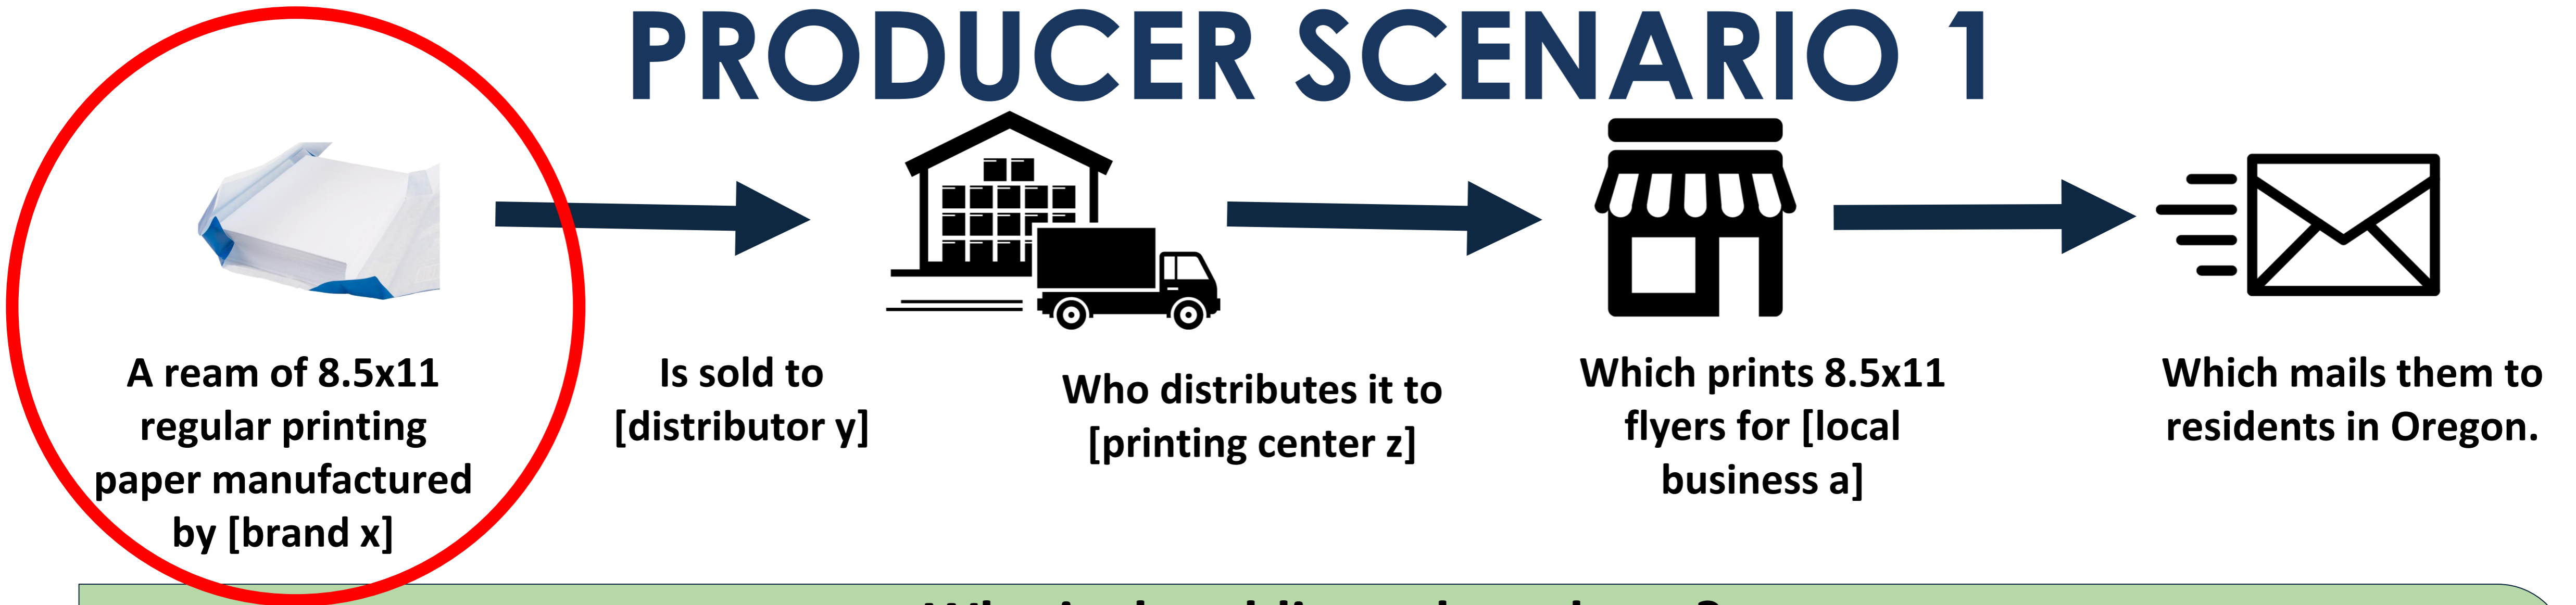 PRODUCER SCENARIO 1
A ream of 8.5x11
regular printing
paper manufactured
by [brand x]
Is sold to
[distributor y]
Who distributes it to
[printing center z]
Which prints 8.5x11
flyers for [local
business a]
Which mails them to
residents in Oregon.